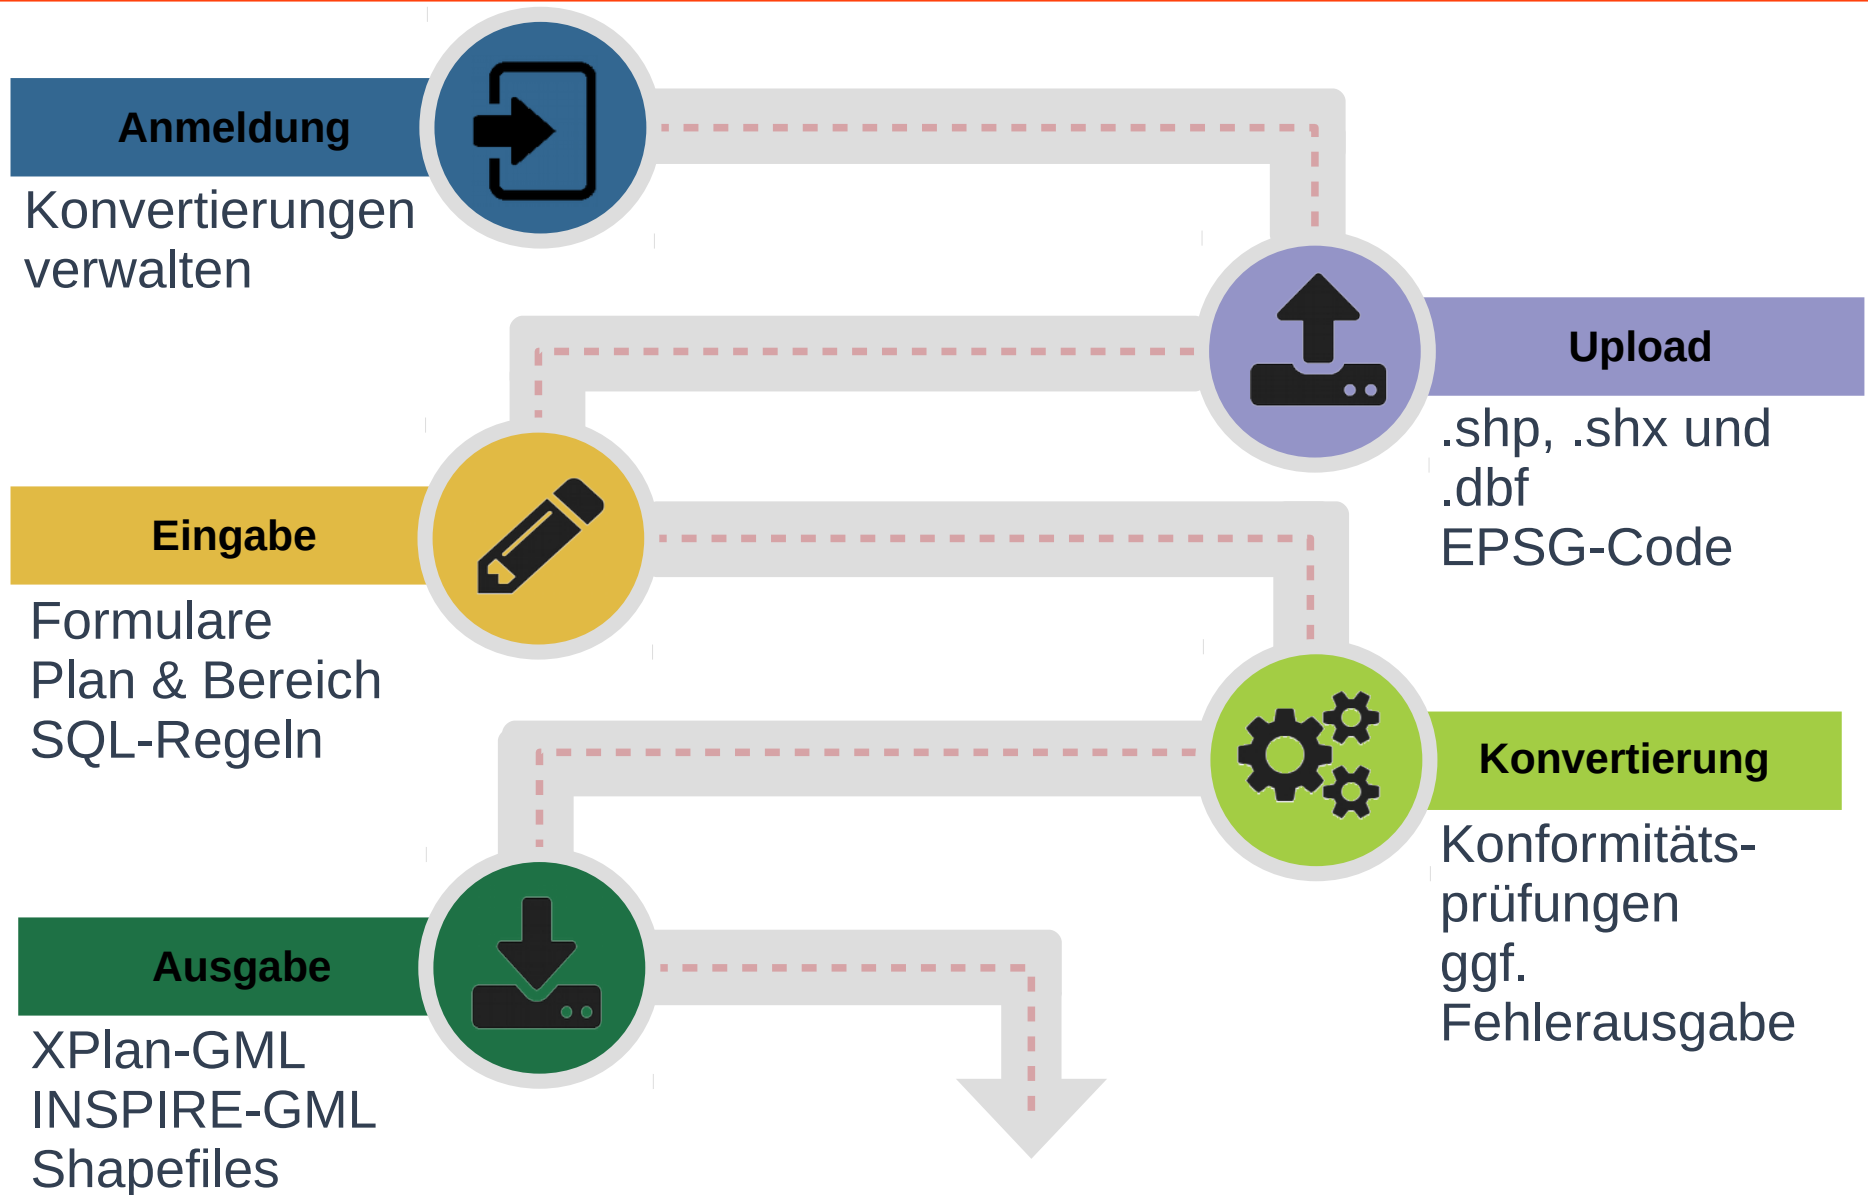 Anmeldung
Konvertierungen
verwalten
Upload
.shp, .shx und
.dbf
EPSG-Code
Eingabe
Formulare
Plan & Bereich
SQL-Regeln
Konvertierung
Konformitäts-
prüfungen
ggf.
Fehlerausgabe
Ausgabe
XPlan-GML
INSPIRE-GML
Shapefiles